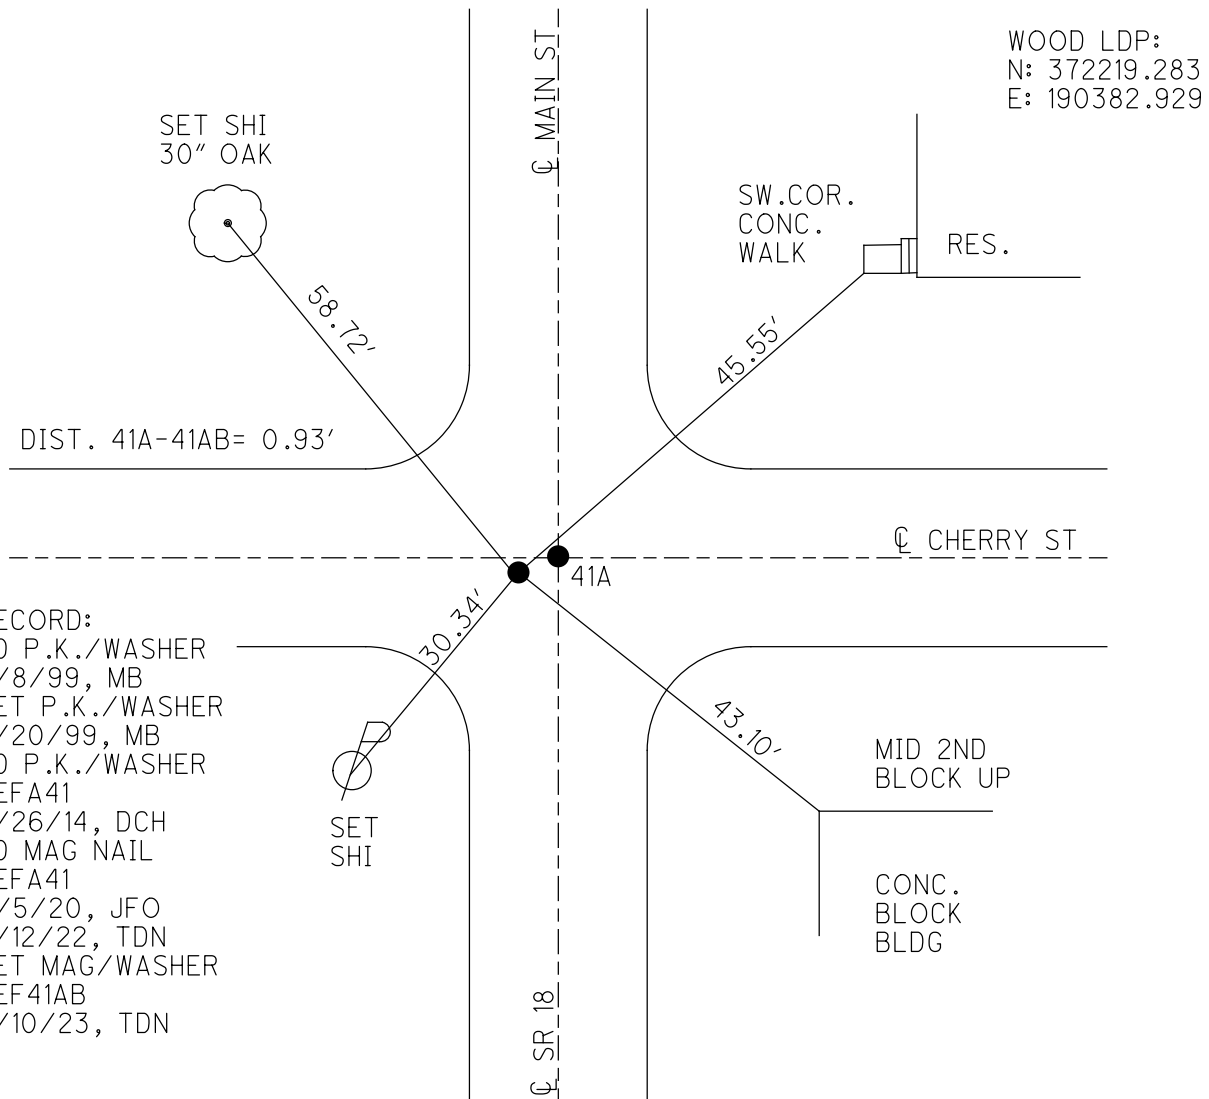 WOOD LDP:
N: 372219.283
E: 190382.929
℄ MAIN ST
SET SHI
30" OAK
SW.COR.
CONC.
WALK
RES.
58.72'
45.55'
DIST. 41A-41AB= 0.93'
℄ CHERRY ST
41A
30.34'
43.10'
ECORD:
D P.K./WASHER
/8/99, MB
ET P.K./WASHER
/20/99, MB
D P.K./WASHER
EFA41
/26/14, DCH
D MAG NAIL
EFA41
/5/20, JFO
/12/22, TDN
ET MAG/WASHER
EF41AB
/10/23, TDN
SET
SHI
MID 2ND
BLOCK UP
CONC.
BLOCK
BLDG
℄ SR 18